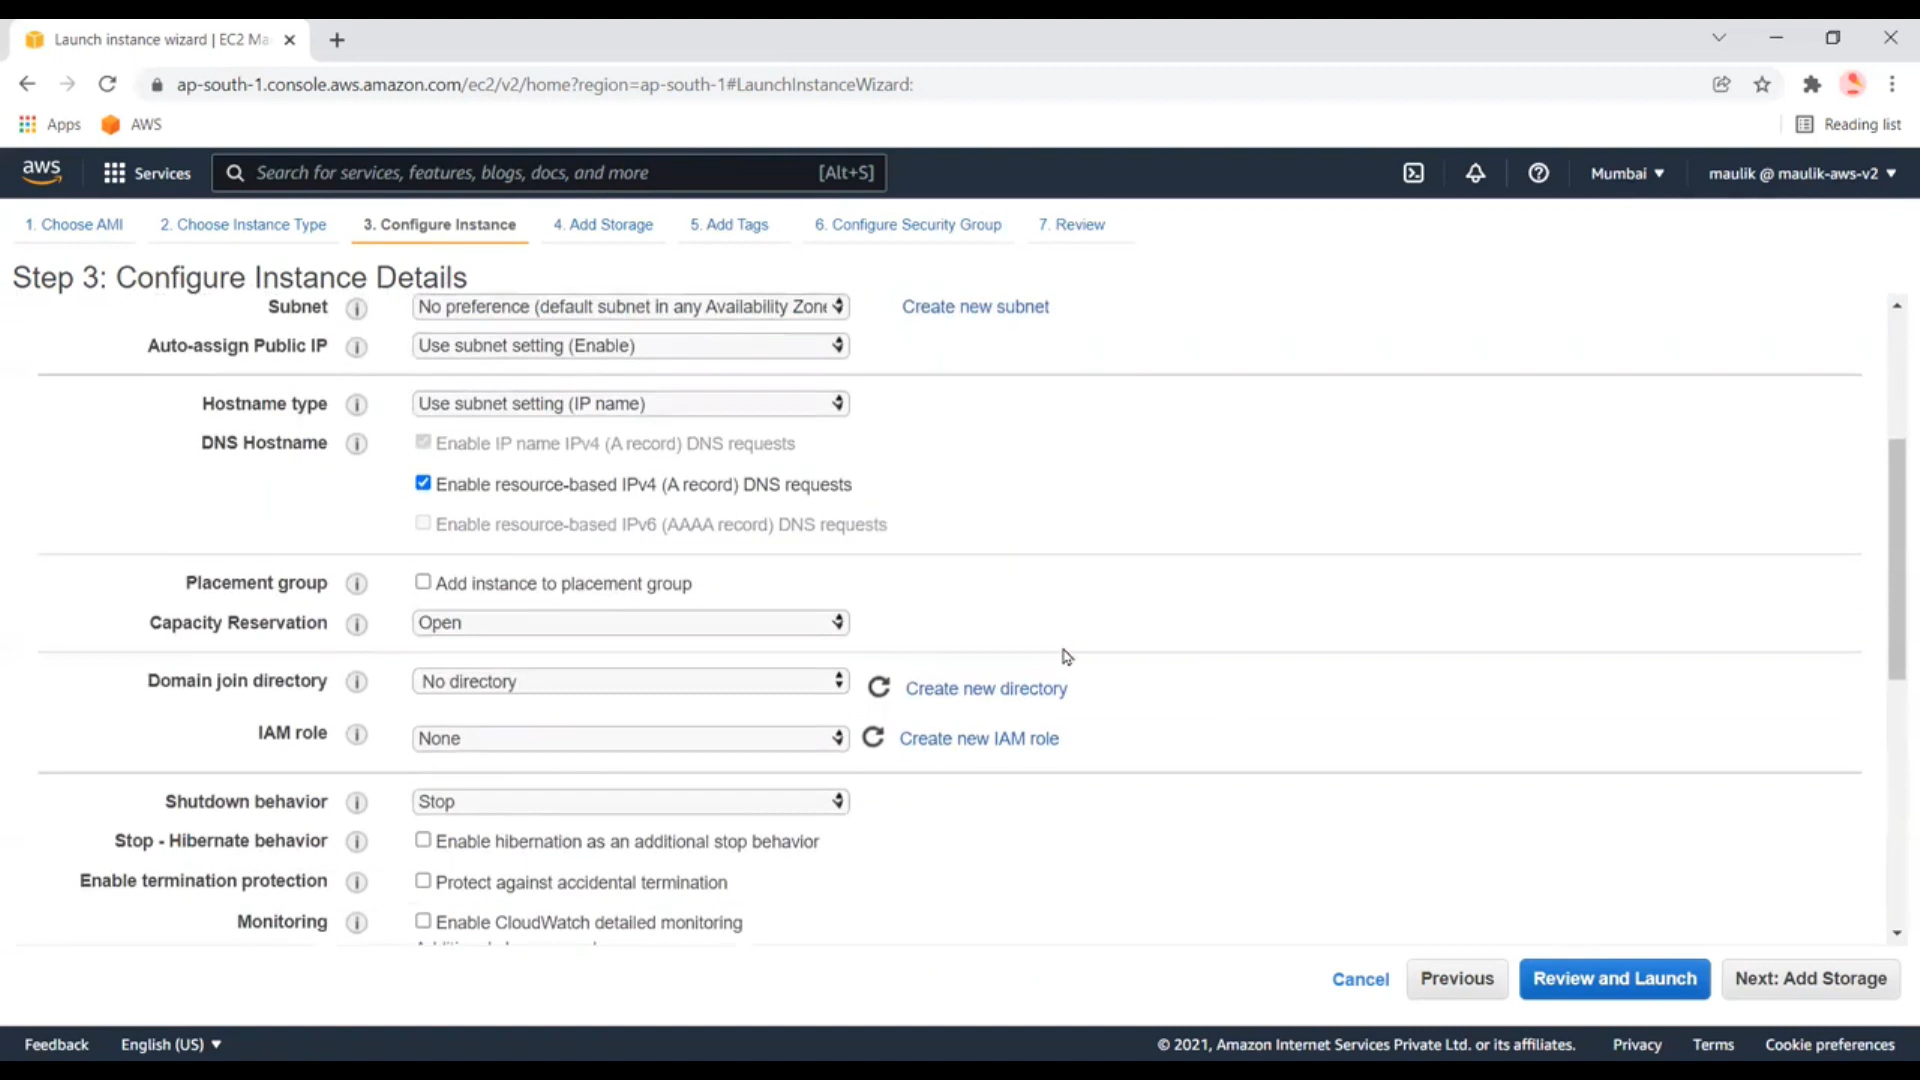 Launch instance wizard | EC2 Ma
ap-south-1.console.aws.amazon.com/ec2/v2/home?region=ap-south-1#LaunchInstanceWizard:
Apps AWS Reading list
aws Services Search for services, features, blogs, docs, and more [Alt+S] Mumbai maulik @ maulik-aws-v2
1. Choose AMI 2. Choose Instance Type 3. Configure Instance 4. Add Storage 5. Add Tags 6. Configure Security Group 7. Review
Step 3: Configure Instance Details
Subnet No preference (default subnet in any Availability Zone Create new subnet
Auto-assign Public IP Use subnet setting (Enable)
Hostname type Use subnet setting (IP name)
DNS Hostname Enable IP name IPv4 (A record) DNS requests
Enable resource-based IPv4 (A record) DNS requests
Enable resource-based IPv6 (AAAA record) DNS requests
Placement group Add instance to placement group
Capacity Reservation Open
Domain join directory No directory Create new directory
IAM role None Create new IAM role
Shutdown behavior Stop
Stop - Hibernate behavior Enable hibernation as an additional stop behavior
Enable termination protection Protect against accidental termination
Monitoring Enable CloudWatch detailed monitoring
Cancel Previous Review and Launch Next: Add Storage
Feedback English (US) © 2021, Amazon Internet Services Private Ltd. or its affiliates. Privacy Terms Cookie preferences